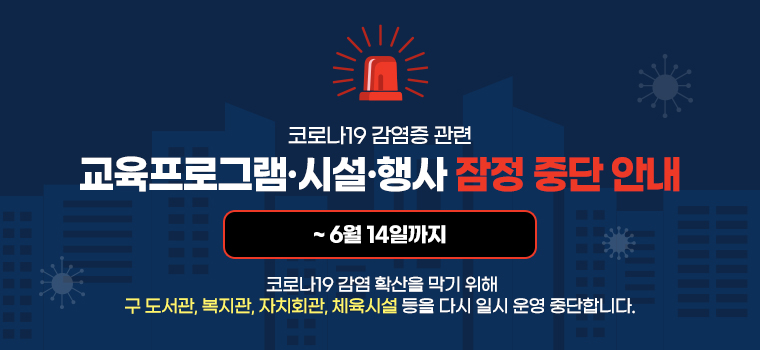 코로나19 감염증 관련
교육프로그램·시설·행사 잠정 중단 안내
~ 6월 14일까지
코로나19 감염 확산을 막기 위해
구 도서관, 복지관, 자치회관, 체육시설 등을 다시 일시 운영 중단합니다.